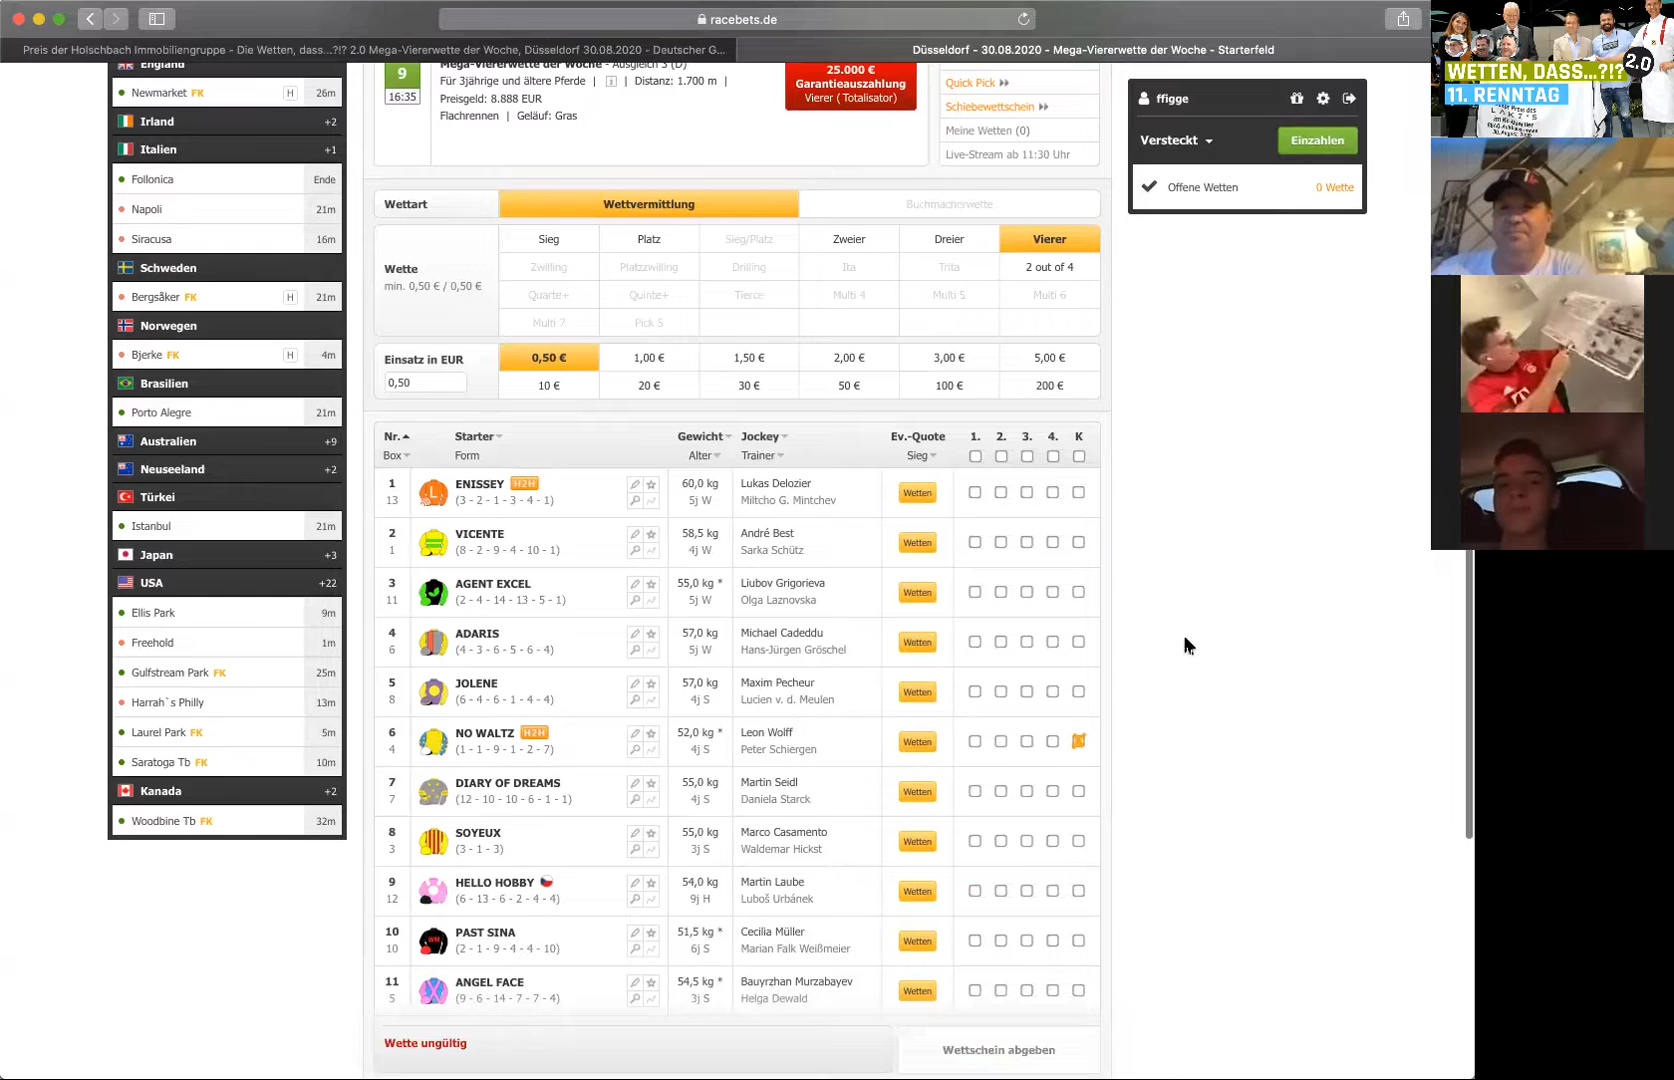 racebets.de
Preis der Holschbach Immobiliengruppe - Die Wetten, dass...?!? 2.0 Mega-Viererwette der Woche, Düsseldorf 30.08.2020 - Deutscher G...
Düsseldorf - 30.08.2020 - Mega-Viererwette der Woche - Starterfeld
WETTEN, DASS...?!? 2.0
11. RENNTAG
England
Newmarket FK H 26m
Irland +2
Italien +1
Follonica Ende
Napoli 21m
Siracusa 16m
Schweden
Bergsåker FK H 21m
Norwegen
Bjerke FK H 4m
Brasilien
Porto Alegre 21m
Australien +9
Neuseeland +2
Türkei
Istanbul 21m
Japan +3
USA +22
Ellis Park 9m
Freehold 1m
Gulfstream Park FK 25m
Harrah`s Philly 13m
Laurel Park FK 5m
Saratoga Tb FK 10m
Kanada +2
Woodbine Tb FK 32m
9
16:35
Mega-Viererwette der Woche - Ausgleich 3 (D)
Für 3jährige und ältere Pferde | i | Distanz: 1.700 m |
Preisgeld: 8.888 EUR
Flachrennen | Geläuf: Gras
25.000 €
Garantieauszahlung
Vierer ( Totalisator)
Quick Pick
Schiebewettschein
Meine Wetten (0)
Live-Stream ab 11:30 Uhr
ffigge
Versteckt Einzahlen
Offene Wetten 0 Wette
Wettart Wettvermittlung Buchmacherwette
Wette
min. 0,50 € / 0,50 €
Sieg Platz Sieg/Platz Zweier Dreier Vierer
Zwilling Platzzwilling Drilling Ita Trita 2 out of 4
Quarte+ Quinte+ Tierce Multi 4 Multi 5 Multi 6
Multi 7 Pick 5
Einsatz in EUR
0,50
0,50 € 1,00 € 1,50 € 2,00 € 3,00 € 5,00 €
10 € 20 € 30 € 50 € 100 € 200 €
Nr. Starter Gewicht Jockey Ev.-Quote 1. 2. 3. 4. K
Box Form Alter Trainer Sieg
1 ENISSEY H2H 60,0 kg Lukas Delozier Wetten
13 (3 - 2 - 1 - 3 - 4 - 1) 5j W Miltcho G. Mintchev
2 VICENTE 58,5 kg André Best Wetten
1 (8 - 2 - 9 - 4 - 10 - 1) 4j W Sarka Schütz
3 AGENT EXCEL 55,0 kg * Liubov Grigorieva Wetten
11 (2 - 4 - 14 - 13 - 5 - 1) 5j W Olga Laznovska
4 ADARIS 57,0 kg Michael Cadeddu Wetten
6 (4 - 3 - 6 - 5 - 6 - 4) 5j W Hans-Jürgen Gröschel
5 JOLENE 57,0 kg Maxim Pecheur Wetten
8 (6 - 4 - 6 - 1 - 4 - 4) 4j S Lucien v. d. Meulen
6 NO WALTZ H2H 52,0 kg * Leon Wolff Wetten
4 (1 - 1 - 9 - 1 - 2 - 7) 4j S Peter Schiergen
7 DIARY OF DREAMS 55,0 kg Martin Seidl Wetten
7 (12 - 10 - 10 - 6 - 1 - 1) 4j S Daniela Starck
8 SOYEUX 55,0 kg Marco Casamento Wetten
3 (3 - 1 - 3) 3j S Waldemar Hickst
9 HELLO HOBBY 54,0 kg Martin Laube Wetten
12 (6 - 13 - 6 - 2 - 4 - 4) 9j H Luboš Urbánek
10 PAST SINA 51,5 kg * Cecilia Müller Wetten
10 (2 - 1 - 9 - 4 - 4 - 10) 6j S Marian Falk Weißmeier
11 ANGEL FACE 54,5 kg * Bauyrzhan Murzabayev Wetten
5 (9 - 6 - 14 - 7 - 7 - 4) 3j S Helga Dewald
Wette ungültig
Wettschein abgeben